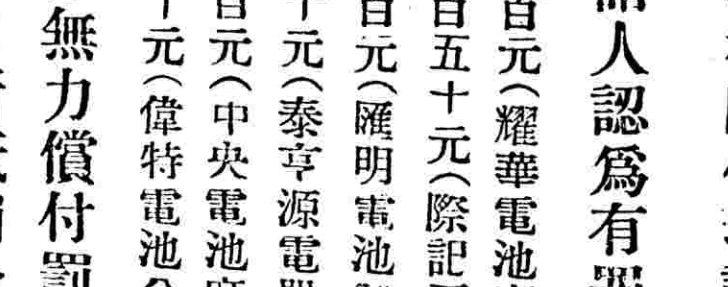 人認爲有
百元（耀華電池
百五十元（際記
百元（匯明電池
十元（泰亨源電
百元（中央電池
十元（偉特電池
無力償付罰